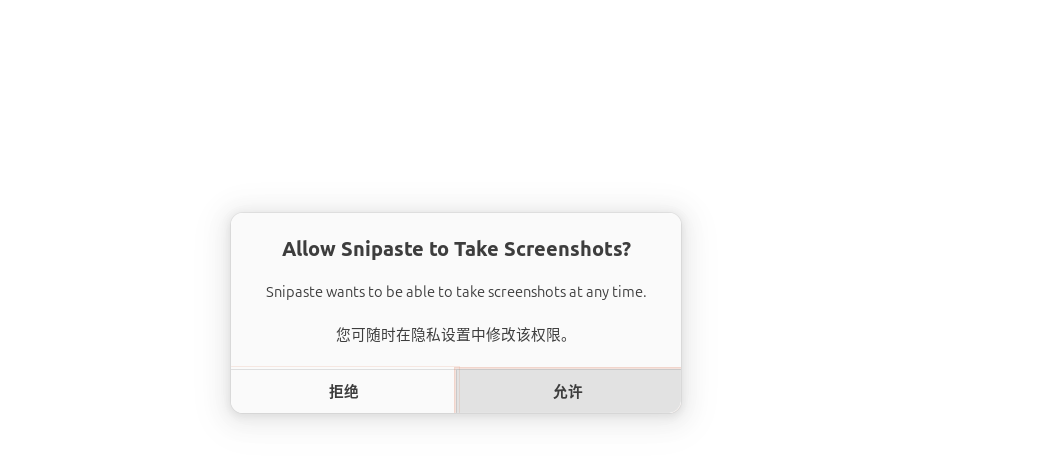 Allow Snipaste to Take Screenshots?
Snipaste wants to be able to take screenshots at any time.
您可随时在隐私设置中修改该权限。
拒绝
允许